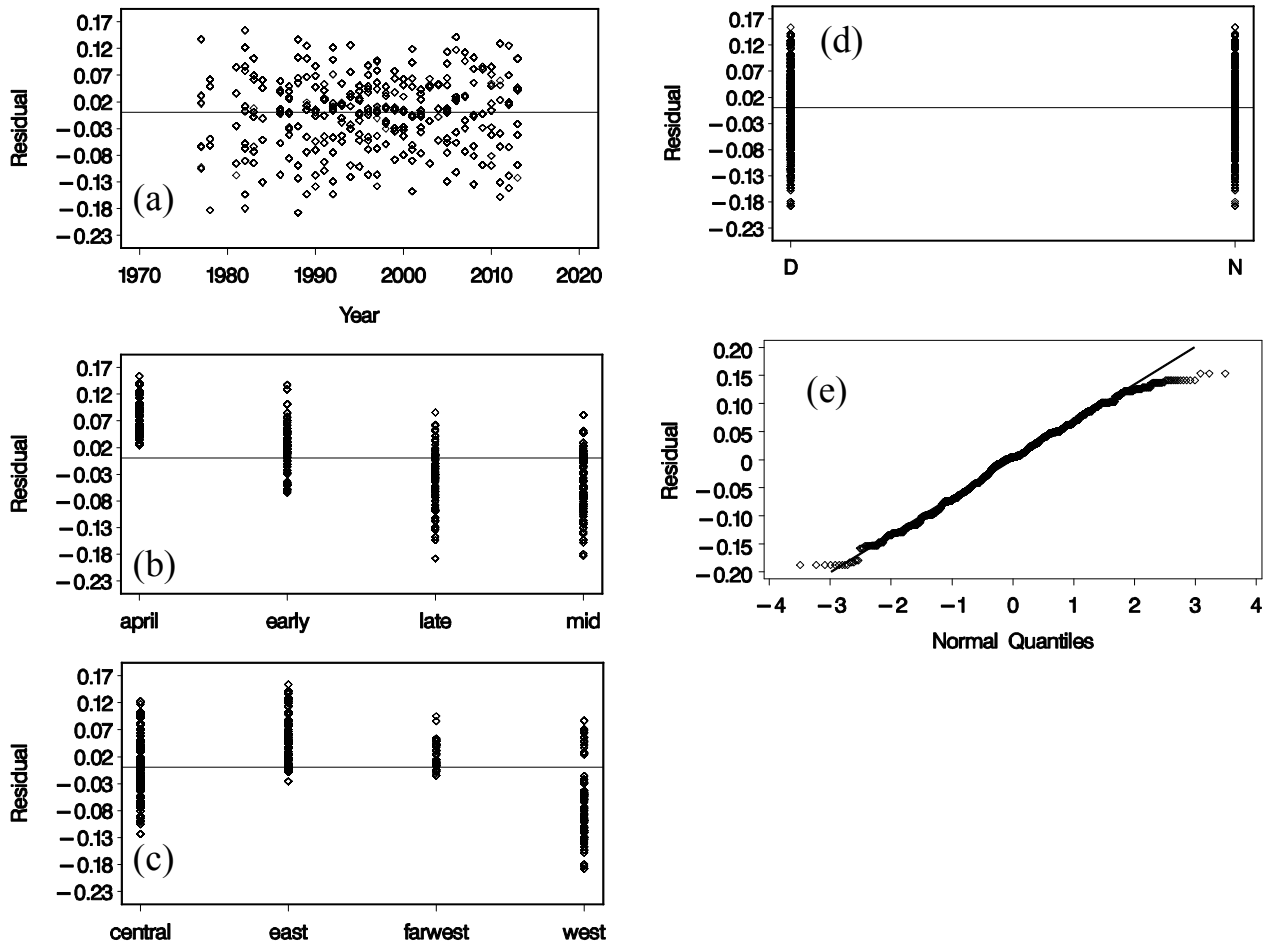 0.17
0.12
0.07
0.02
−0.03
−0.08
−0.13
−0.18
−0.23
Residual
(a)
1970 1980 1990 2000 2010 2020
Year
0.17
0.12
0.07
0.02
−0.03
−0.08
−0.13
−0.18
−0.23
Residual
(b)
april early late mid
0.17
0.12
0.07
0.02
−0.03
−0.08
−0.13
−0.18
−0.23
Residual
(c)
central east farwest west
0.17
0.12
0.07
0.02
−0.03
−0.08
−0.13
−0.18
−0.23
Residual
(d)
D N
0.20
0.15
0.10
0.05
0
−0.05
−0.10
−0.15
−0.20
Residual
(e)
−4 −3 −2 −1 0 1 2 3 4
Normal Quantiles